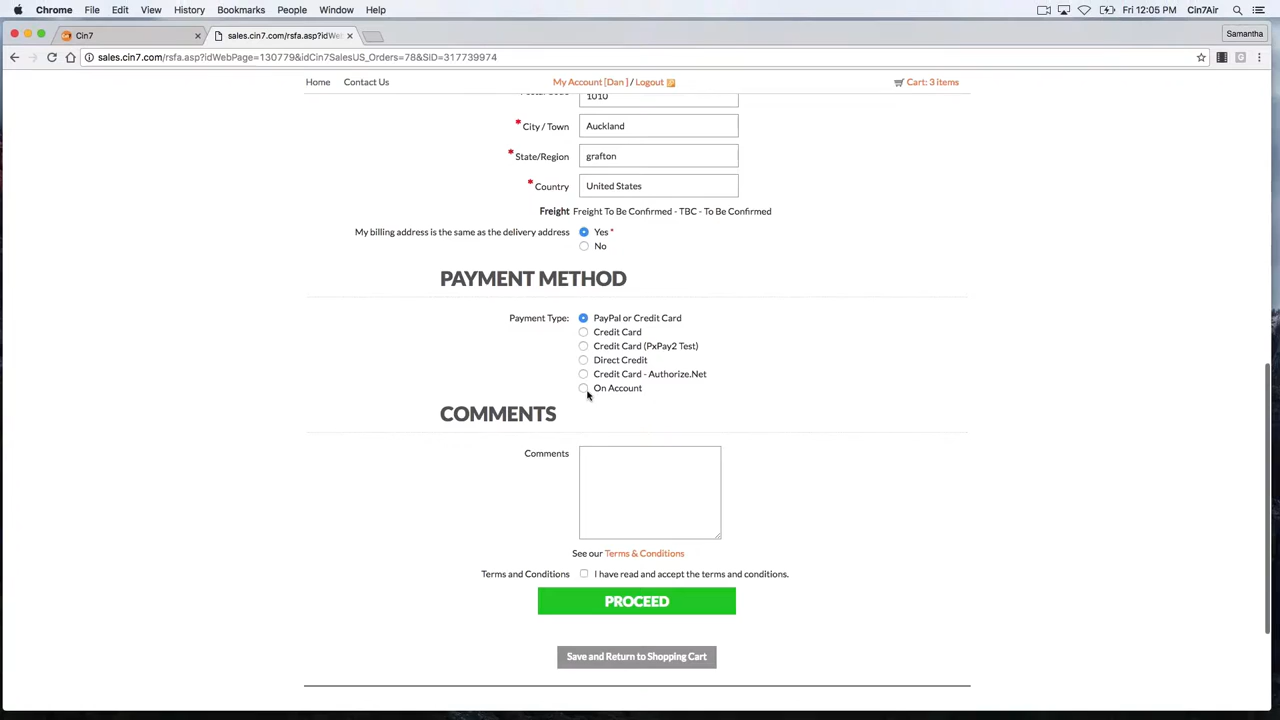 Chrome File Edit View History Bookmarks People Window Help Fri 12:05 PM Cin7Air
Cin7 sales.cin7.com/rsfa.asp?idWe Samantha
sales.cin7.com/rsfa.asp?idWebPage=130779&idCin7SalesUS_Orders=78&SID=317739974
Home Contact Us My Account [Dan] / Logout Cart: 3 items
1010
* City / Town Auckland
* State/Region grafton
* Country United States
Freight Freight To Be Confirmed - TBC - To Be Confirmed
My billing address is the same as the delivery address Yes *
No
PAYMENT METHOD
Payment Type: PayPal or Credit Card
Credit Card
Credit Card (PxPay2 Test)
Direct Credit
Credit Card - Authorize.Net
On Account
COMMENTS
Comments
See our Terms & Conditions
Terms and Conditions I have read and accept the terms and conditions.
PROCEED
Save and Return to Shopping Cart